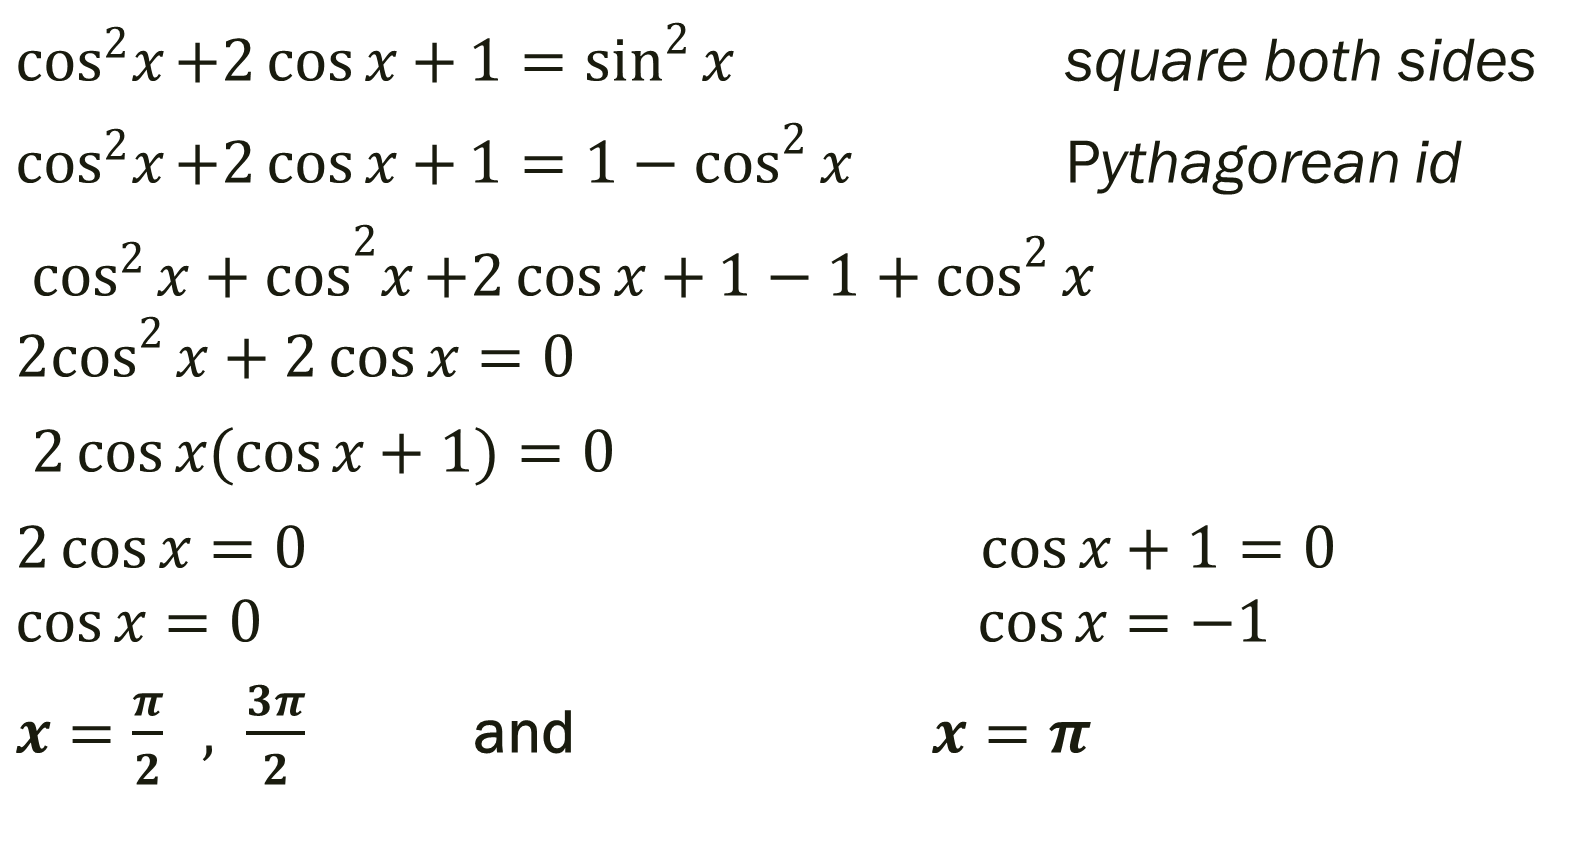 cos²x +2 cos x + 1 = sin² x square both sides
cos²x +2 cos x + 1 = 1 − cos² x Pythagorean id
cos² x + cos²x +2 cos x + 1 − 1 + cos² x
2cos² x + 2 cos x = 0
2 cos x(cos x + 1) = 0
2 cos x = 0 cos x + 1 = 0
cos x = 0 cos x = −1
x = π/2 , 3π/2 and x = π